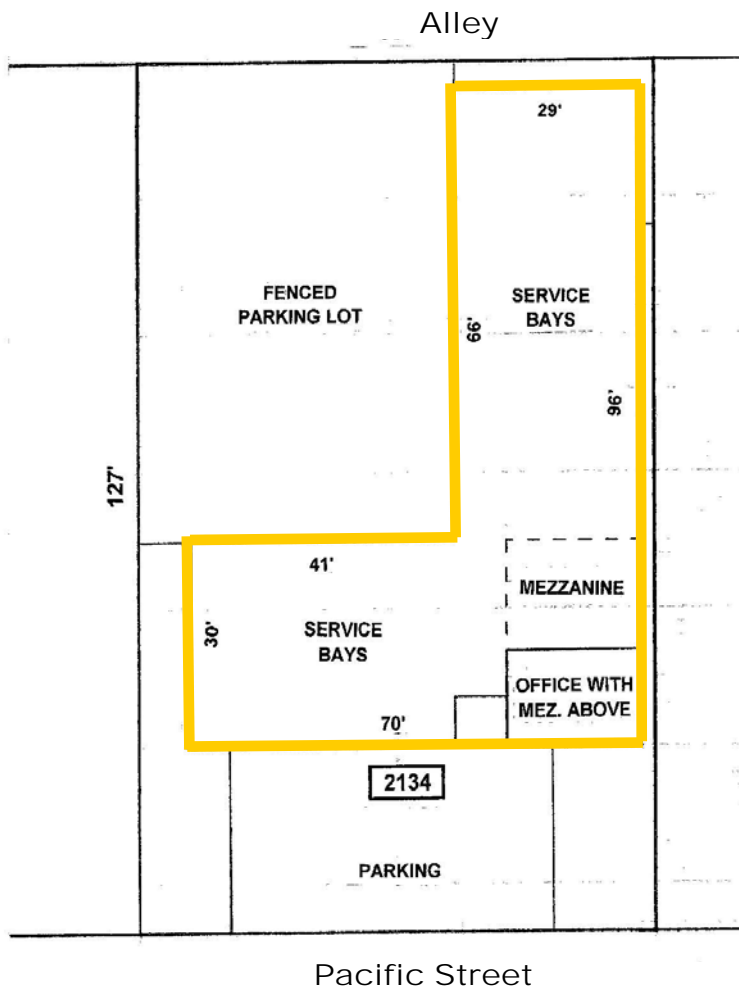 Alley
29'
FENCED
PARKING LOT
SERVICE
BAYS
66'
96'
127'
41'
MEZZANINE
30'
SERVICE
BAYS
OFFICE WITH
MEZ. ABOVE
70'
2134
PARKING
Pacific Street